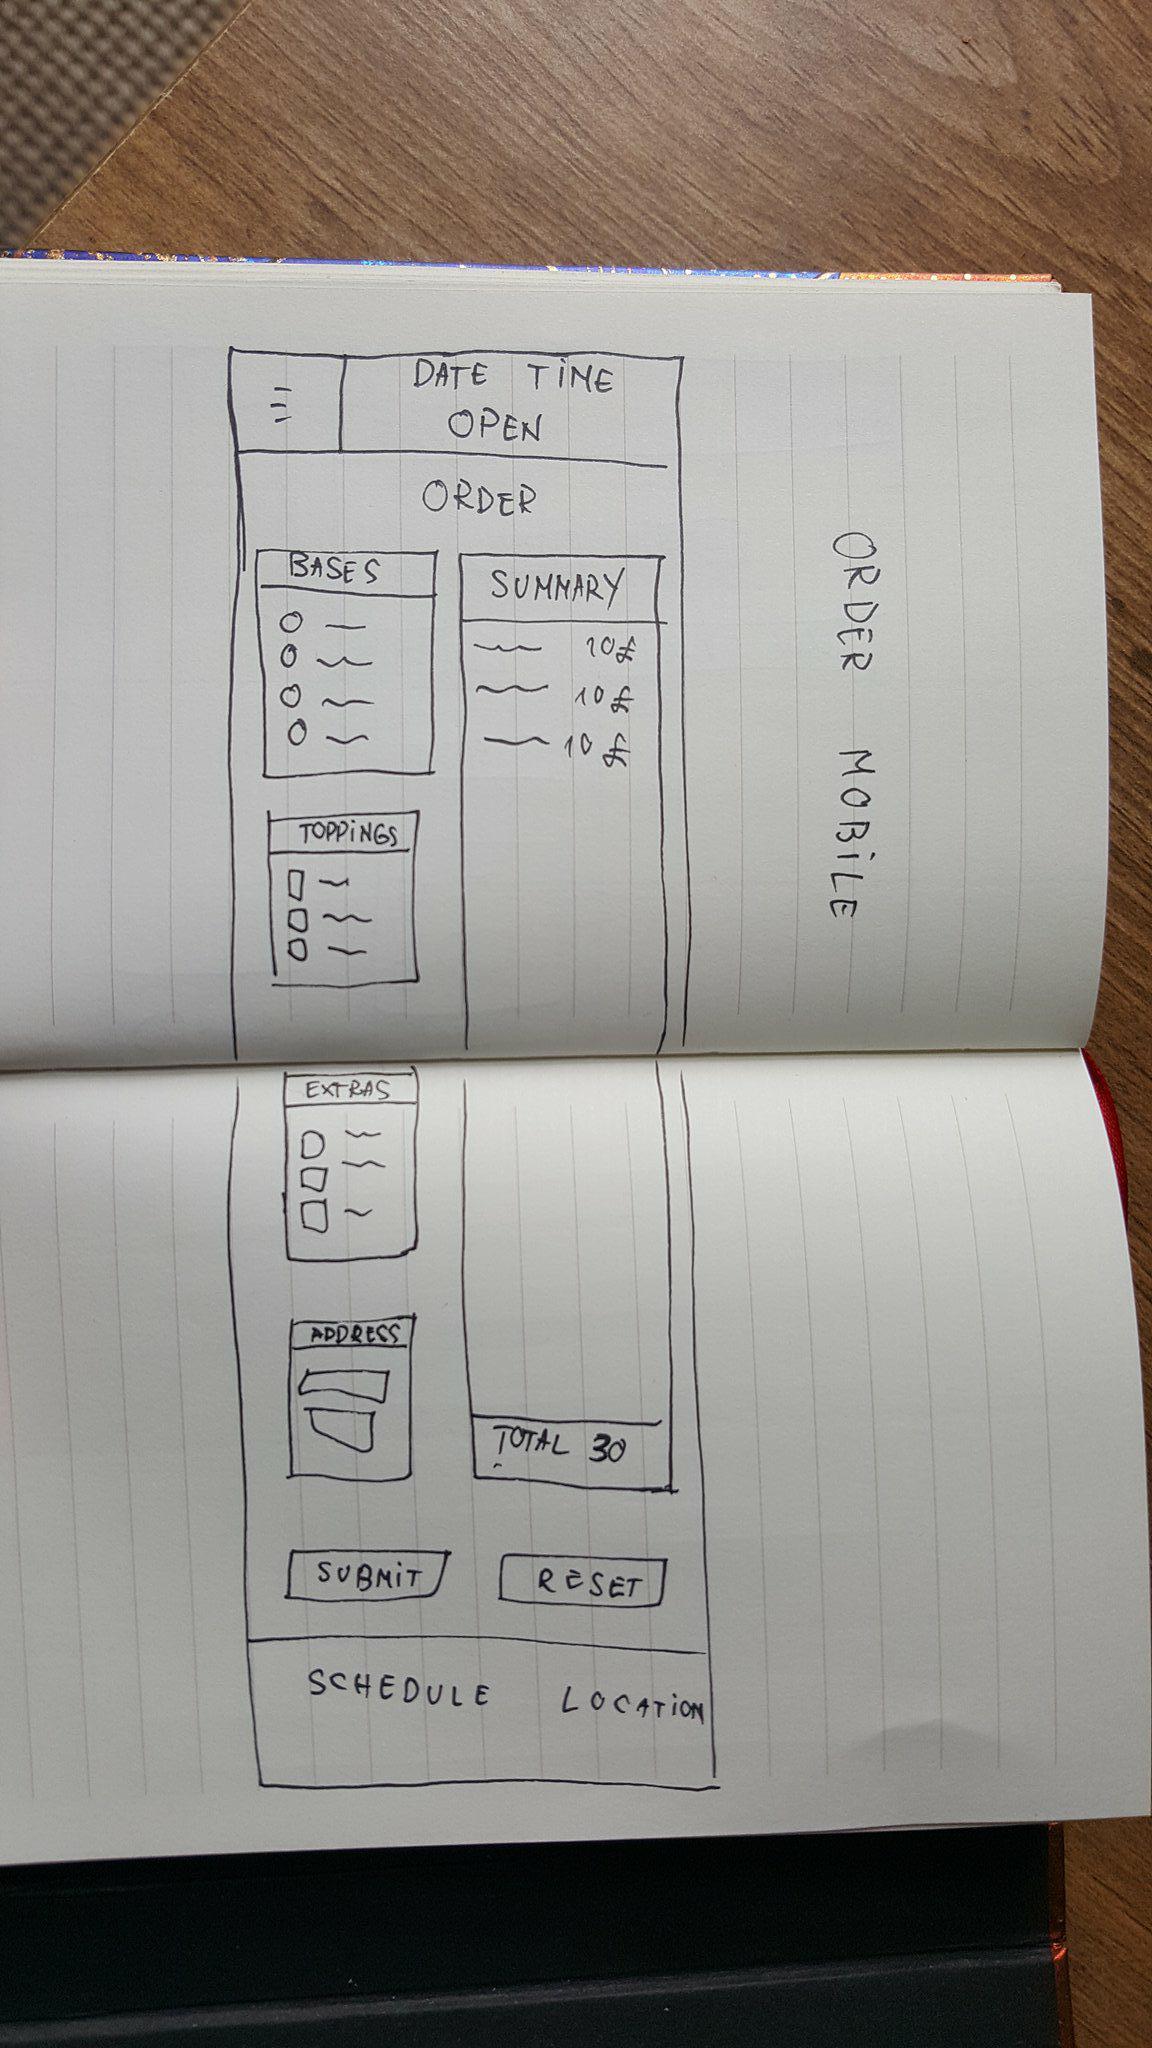 DATE TIME
OPEN
ORDER
BASES
SUMMARY
10£
10£
10£
TOPPINGS
EXTRAS
ADDRESS
TOTAL 30
SUBMIT
RESET
SCHEDULE
LOCATION
ORDER MOBILE